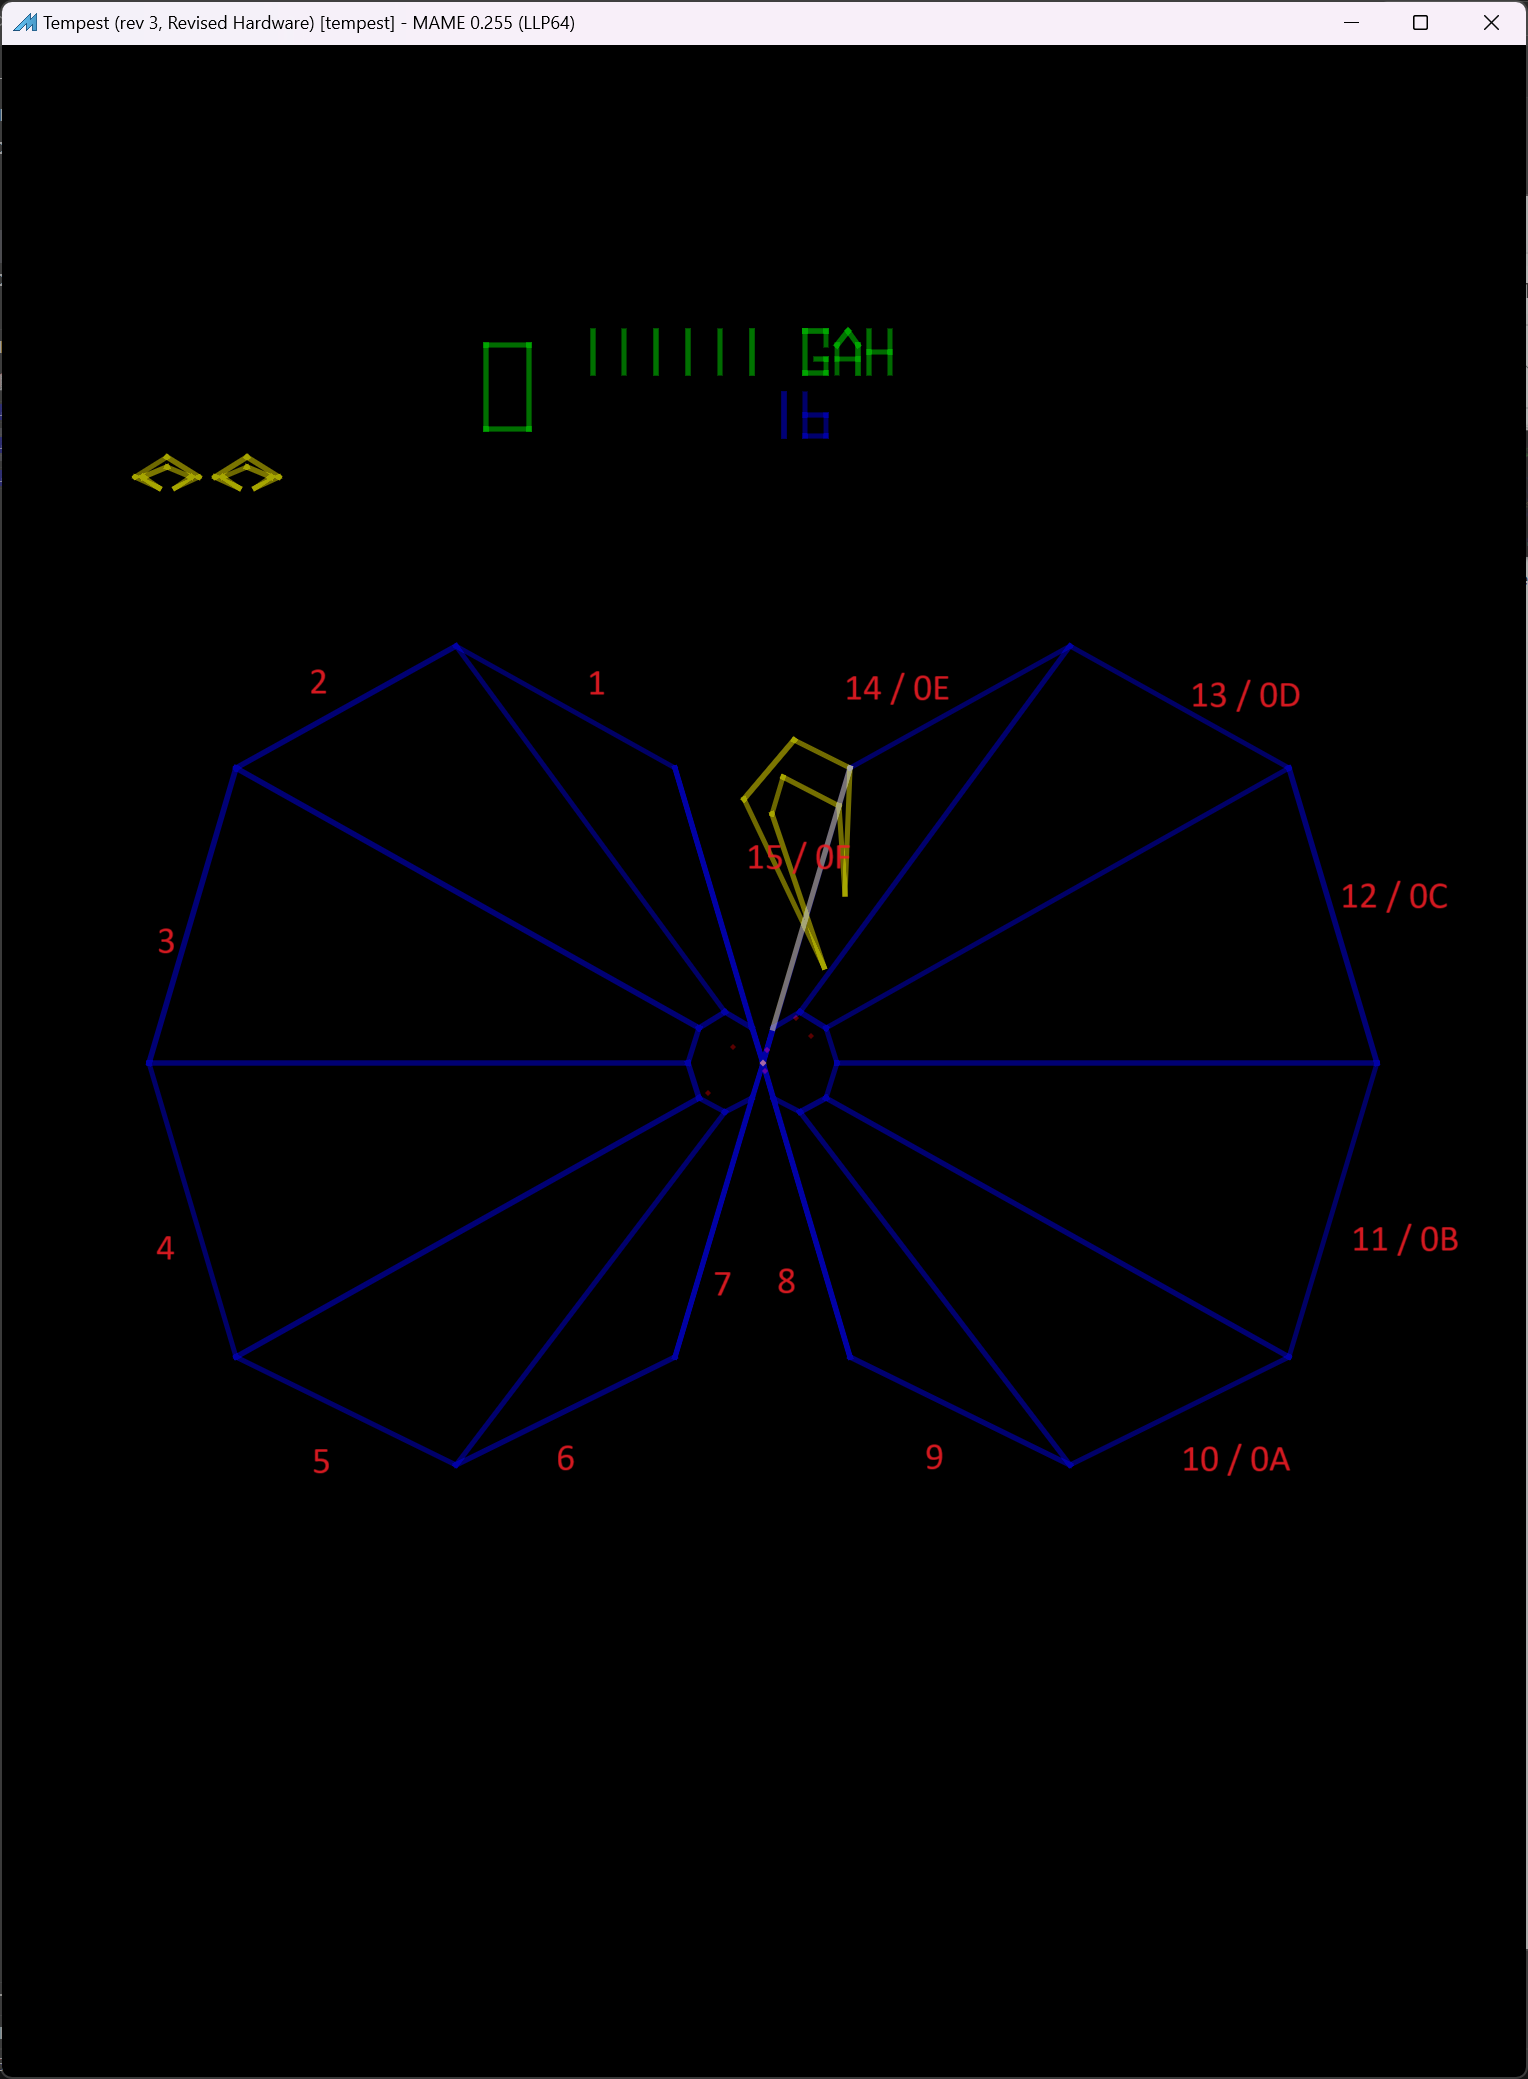 Tempest (rev 3, Revised Hardware) [tempest] - MAME 0.255 (LLP64)
0 111111 GAH
16
2 1 14 / 0E 13 / 0D
15 / 0F
12 / 0C
3
4 11 / 0B
7 8
5 6 9 10 / 0A